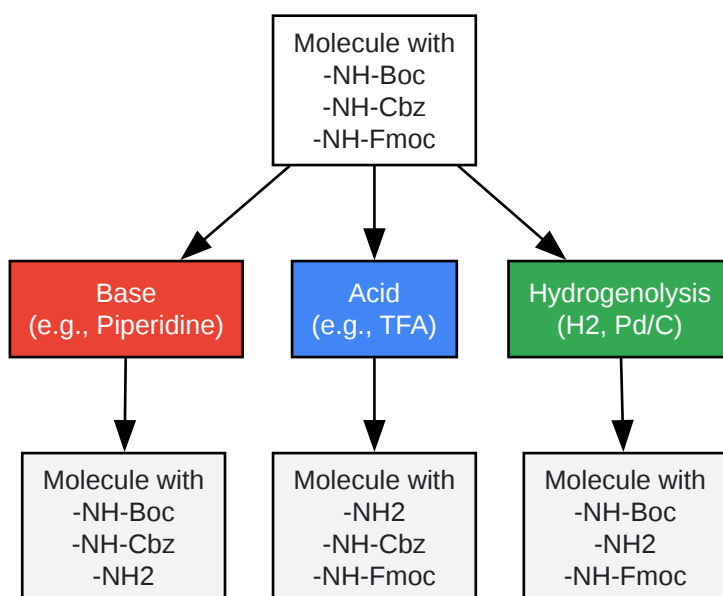 Molecule with
-NH-Boc
-NH-Cbz
-NH-Fmoc
Base
(e.g., Piperidine)
Acid
(e.g., TFA)
Hydrogenolysis
(H2, Pd/C)
Molecule with
-NH-Boc
-NH-Cbz
-NH2
Molecule with
-NH2
-NH-Cbz
-NH-Fmoc
Molecule with
-NH-Boc
-NH2
-NH-Fmoc